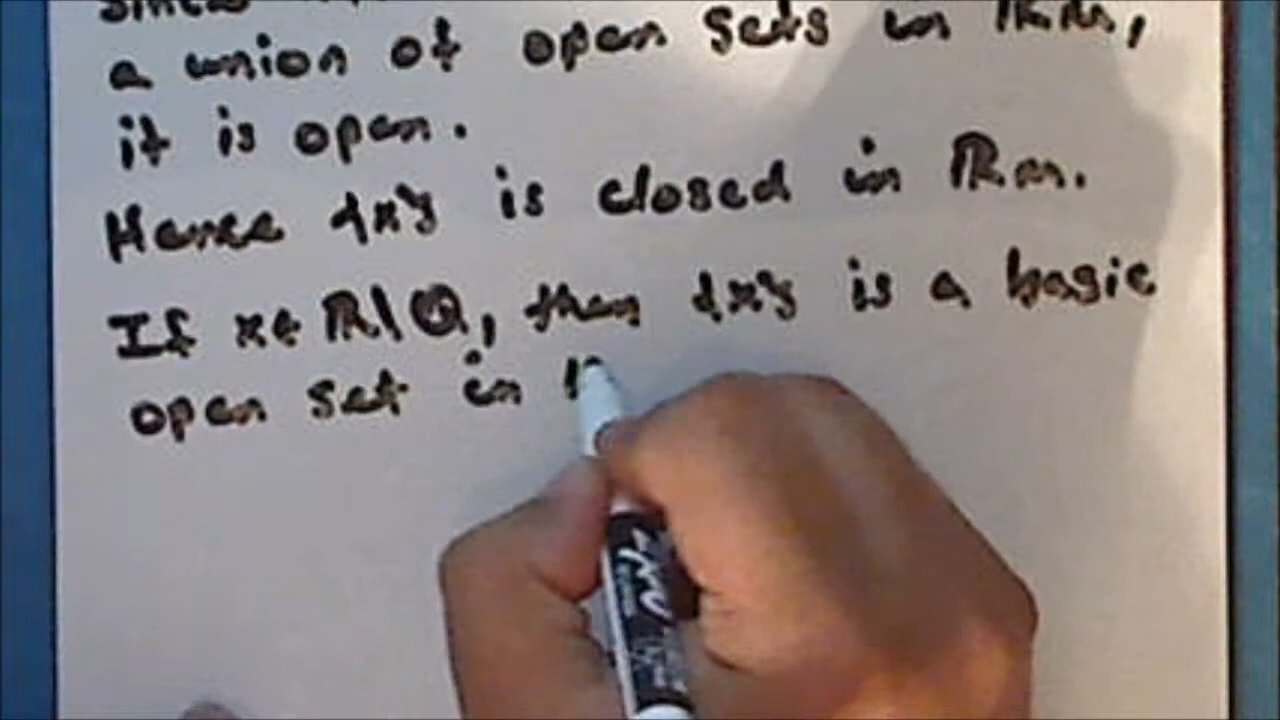 since
a union of open sets in ℝm,
it is open.
Hence {x} is closed in ℝm.
If x∈ℝ\ℚ, then {x} is a basic
open set in